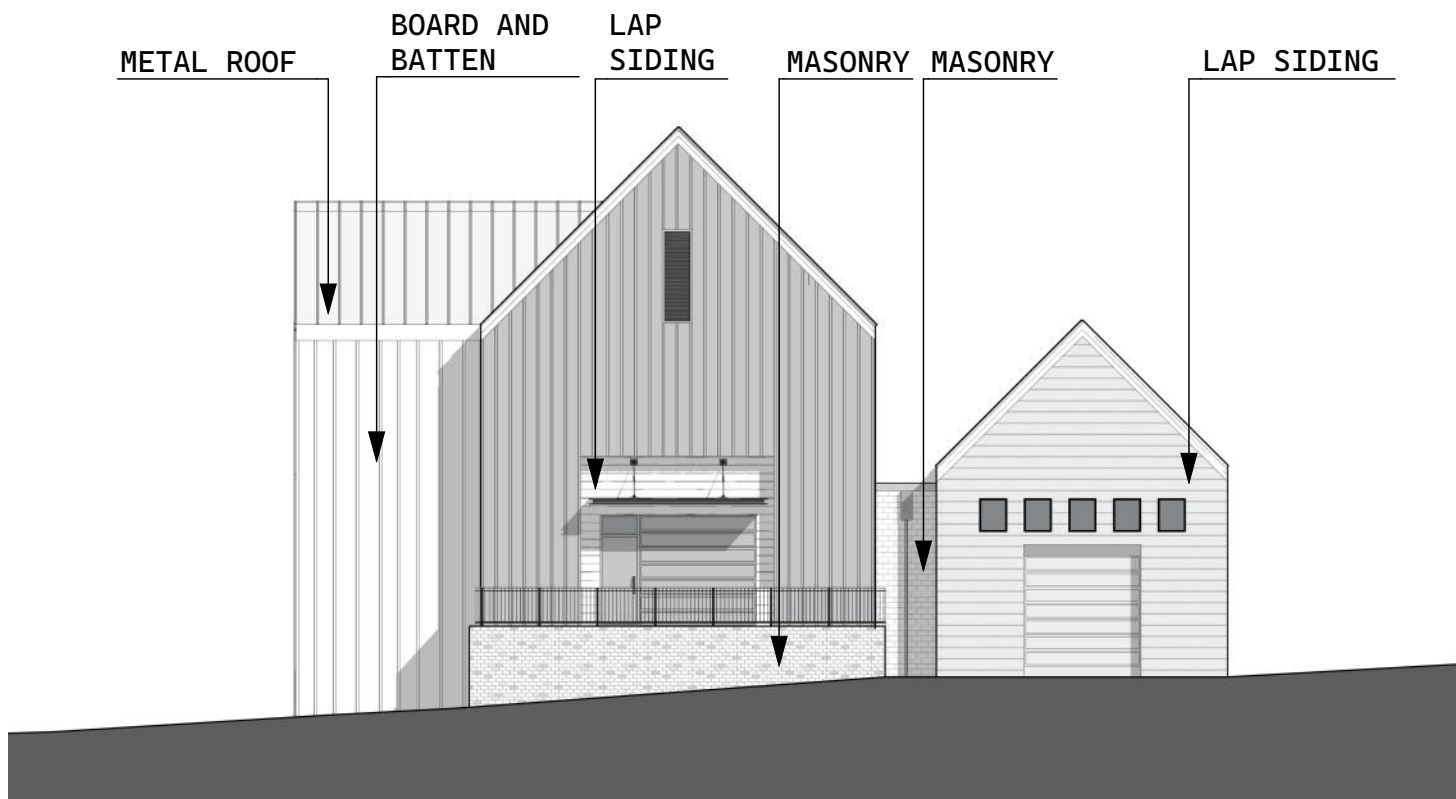 METAL ROOF
BOARD AND
BATTEN
LAP
SIDING
MASONRY
MASONRY
LAP SIDING